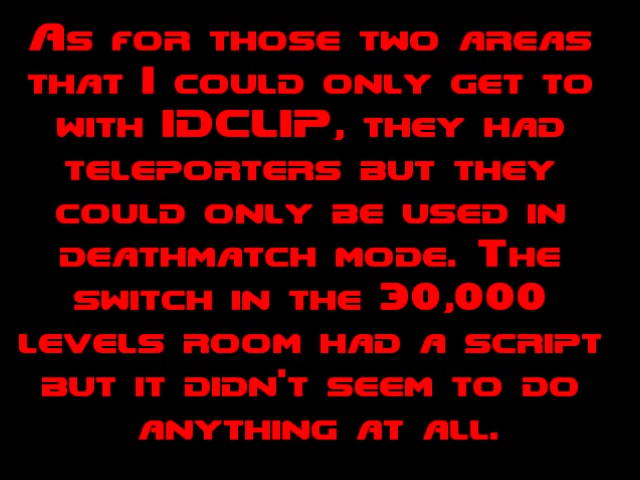 As for those two areas
that I could only get to
with IDCLIP, they had
teleporters but they
could only be used in
deathmatch mode. The
switch in the 30,000
levels room had a script
but it didn't seem to do
anything at all.